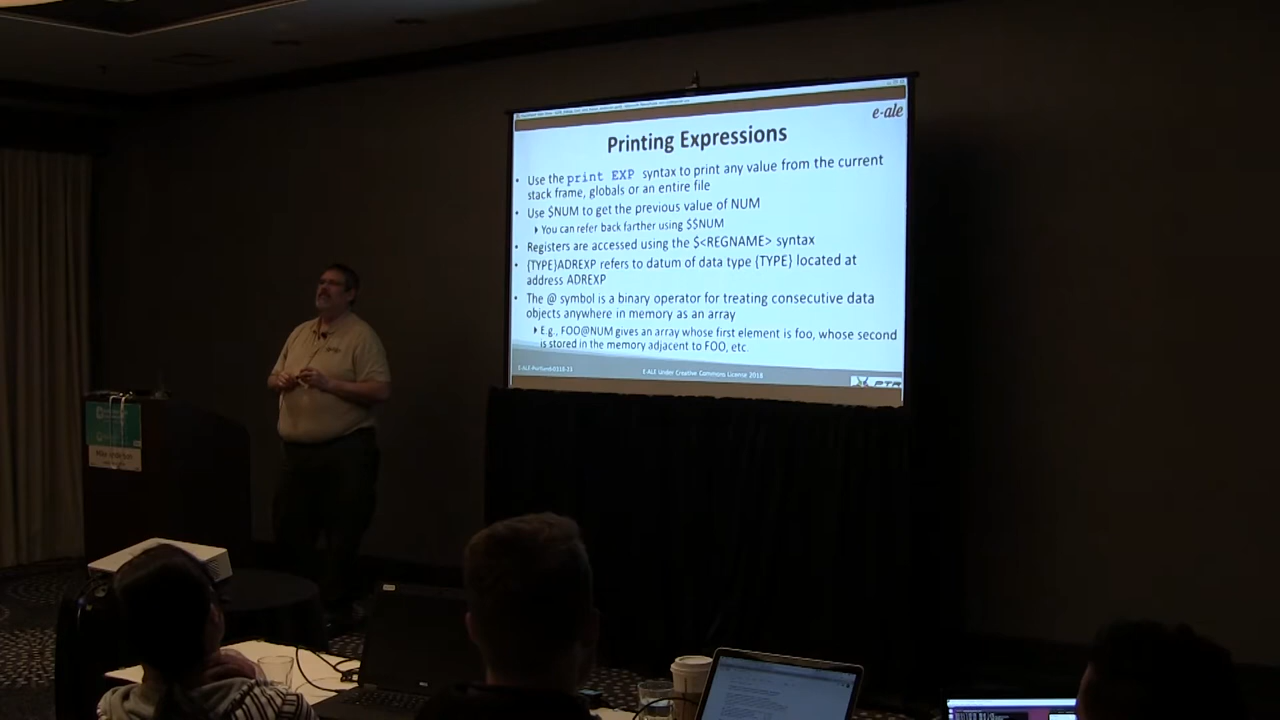 e-ale
Printing Expressions
• Use the print EXP syntax to print any value from the current
stack frame, globals or an entire file
• Use $NUM to get the previous value of NUM
You can refer back farther using $$NUM
• Registers are accessed using the $<REGNAME> syntax
• {TYPE}ADREXP refers to datum of data type {TYPE} located at
address ADREXP
• The @ symbol is a binary operator for treating consecutive data
objects anywhere in memory as an array
E.g., FOO@NUM gives an array whose first element is foo, whose second
is stored in the memory adjacent to FOO, etc.
E-ALE Under Creative Commons License 2018